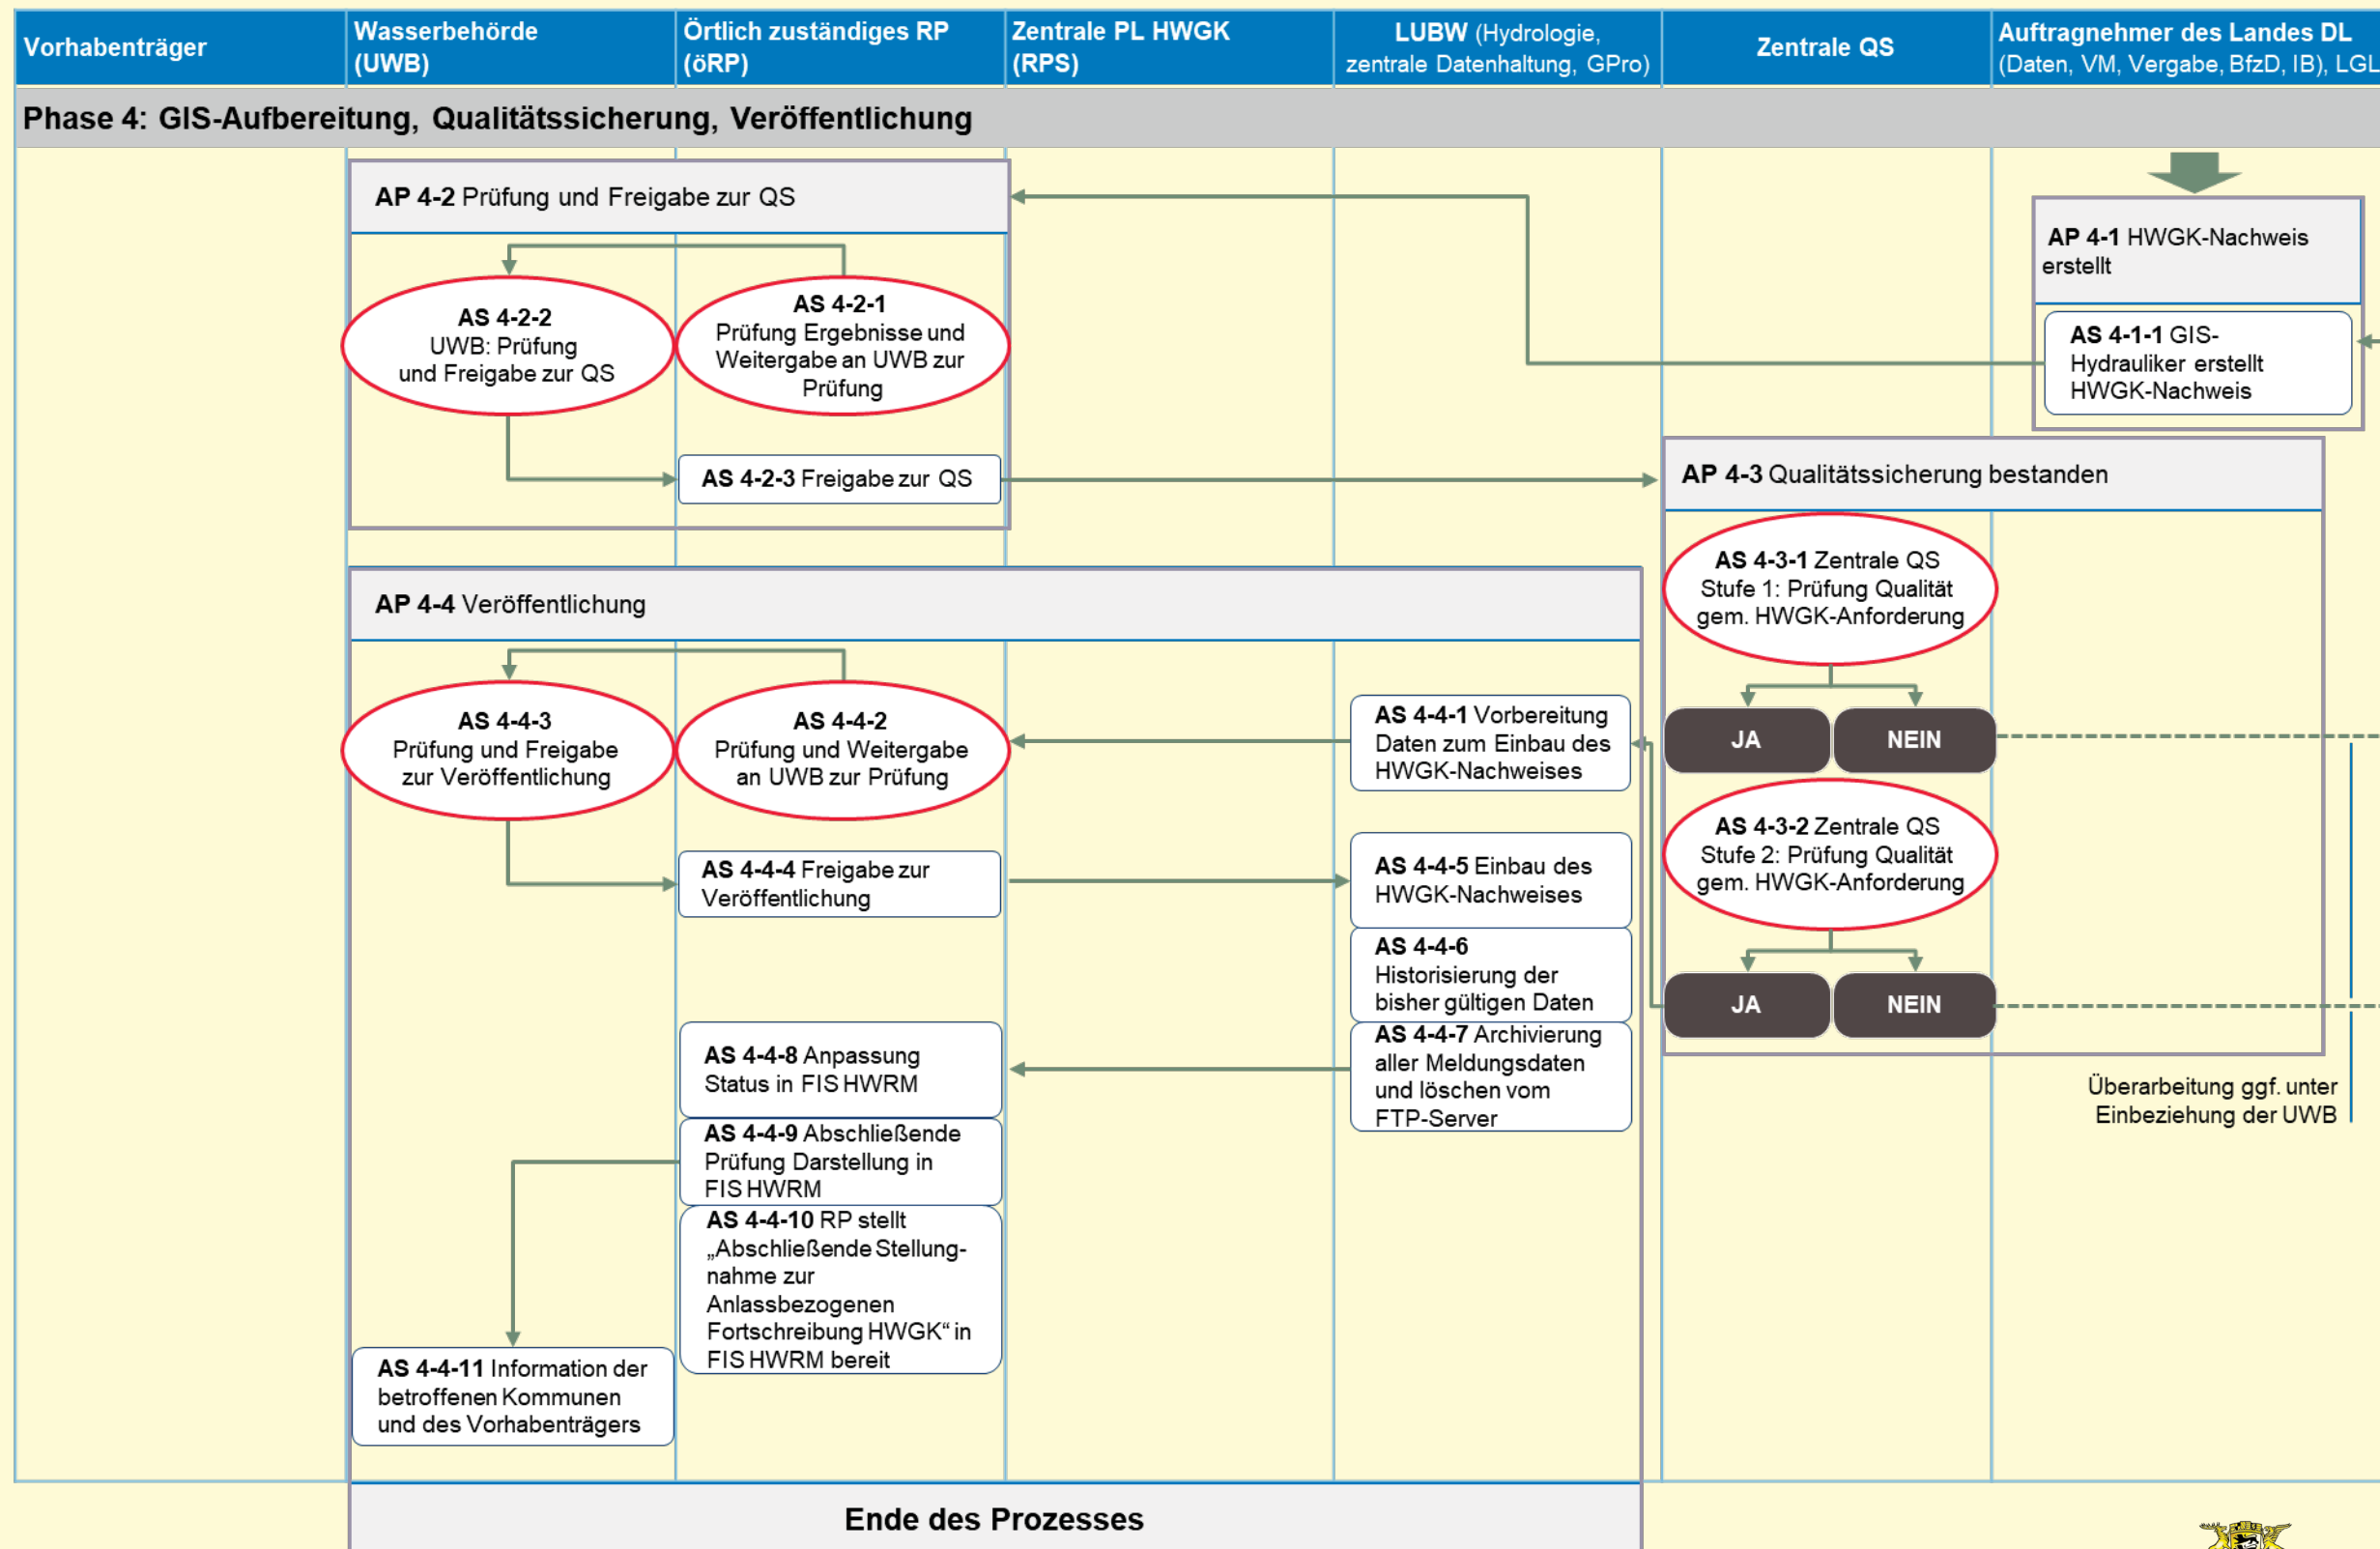 Vorhabenträger
Wasserbehörde
(UWB)
Örtlich zuständiges RP
(öRP)
Zentrale PL HWGK
(RPS)
LUBW (Hydrologie,
zentrale Datenhaltung, GPro)
Zentrale QS
Auftragnehmer des Landes DL
(Daten, VM, Vergabe, BfzD, IB), LGL
Phase 4: GIS-Aufbereitung, Qualitätssicherung, Veröffentlichung
AP 4-2 Prüfung und Freigabe zur QS
AS 4-2-2
UWB: Prüfung
und Freigabe zur QS
AS 4-2-1
Prüfung Ergebnisse und
Weitergabe an UWB zur
Prüfung
AS 4-2-3 Freigabe zur QS
AP 4-1 HWGK-Nachweis
erstellt
AS 4-1-1 GIS-
Hydrauliker erstellt
HWGK-Nachweis
AP 4-3 Qualitätssicherung bestanden
AS 4-3-1 Zentrale QS
Stufe 1: Prüfung Qualität
gem. HWGK-Anforderung
JA
NEIN
AS 4-3-2 Zentrale QS
Stufe 2: Prüfung Qualität
gem. HWGK-Anforderung
JA
NEIN
Überarbeitung ggf. unter
Einbeziehung der UWB
AP 4-4 Veröffentlichung
AS 4-4-3
Prüfung und Freigabe
zur Veröffentlichung
AS 4-4-2
Prüfung und Weitergabe
an UWB zur Prüfung
AS 4-4-1 Vorbereitung
Daten zum Einbau des
HWGK-Nachweises
AS 4-4-4 Freigabe zur
Veröffentlichung
AS 4-4-5 Einbau des
HWGK-Nachweises
AS 4-4-6
Historisierung der
bisher gültigen Daten
AS 4-4-7 Archivierung
aller Meldungsdaten
und löschen vom
FTP-Server
AS 4-4-8 Anpassung
Status in FIS HWRM
AS 4-4-9 Abschließende
Prüfung Darstellung in
FIS HWRM
AS 4-4-10 RP stellt
„Abschließende Stellung-
nahme zur
Anlassbezogenen
Fortschreibung HWGK“ in
FIS HWRM bereit
AS 4-4-11 Information der
betroffenen Kommunen
und des Vorhabenträgers
Ende des Prozesses